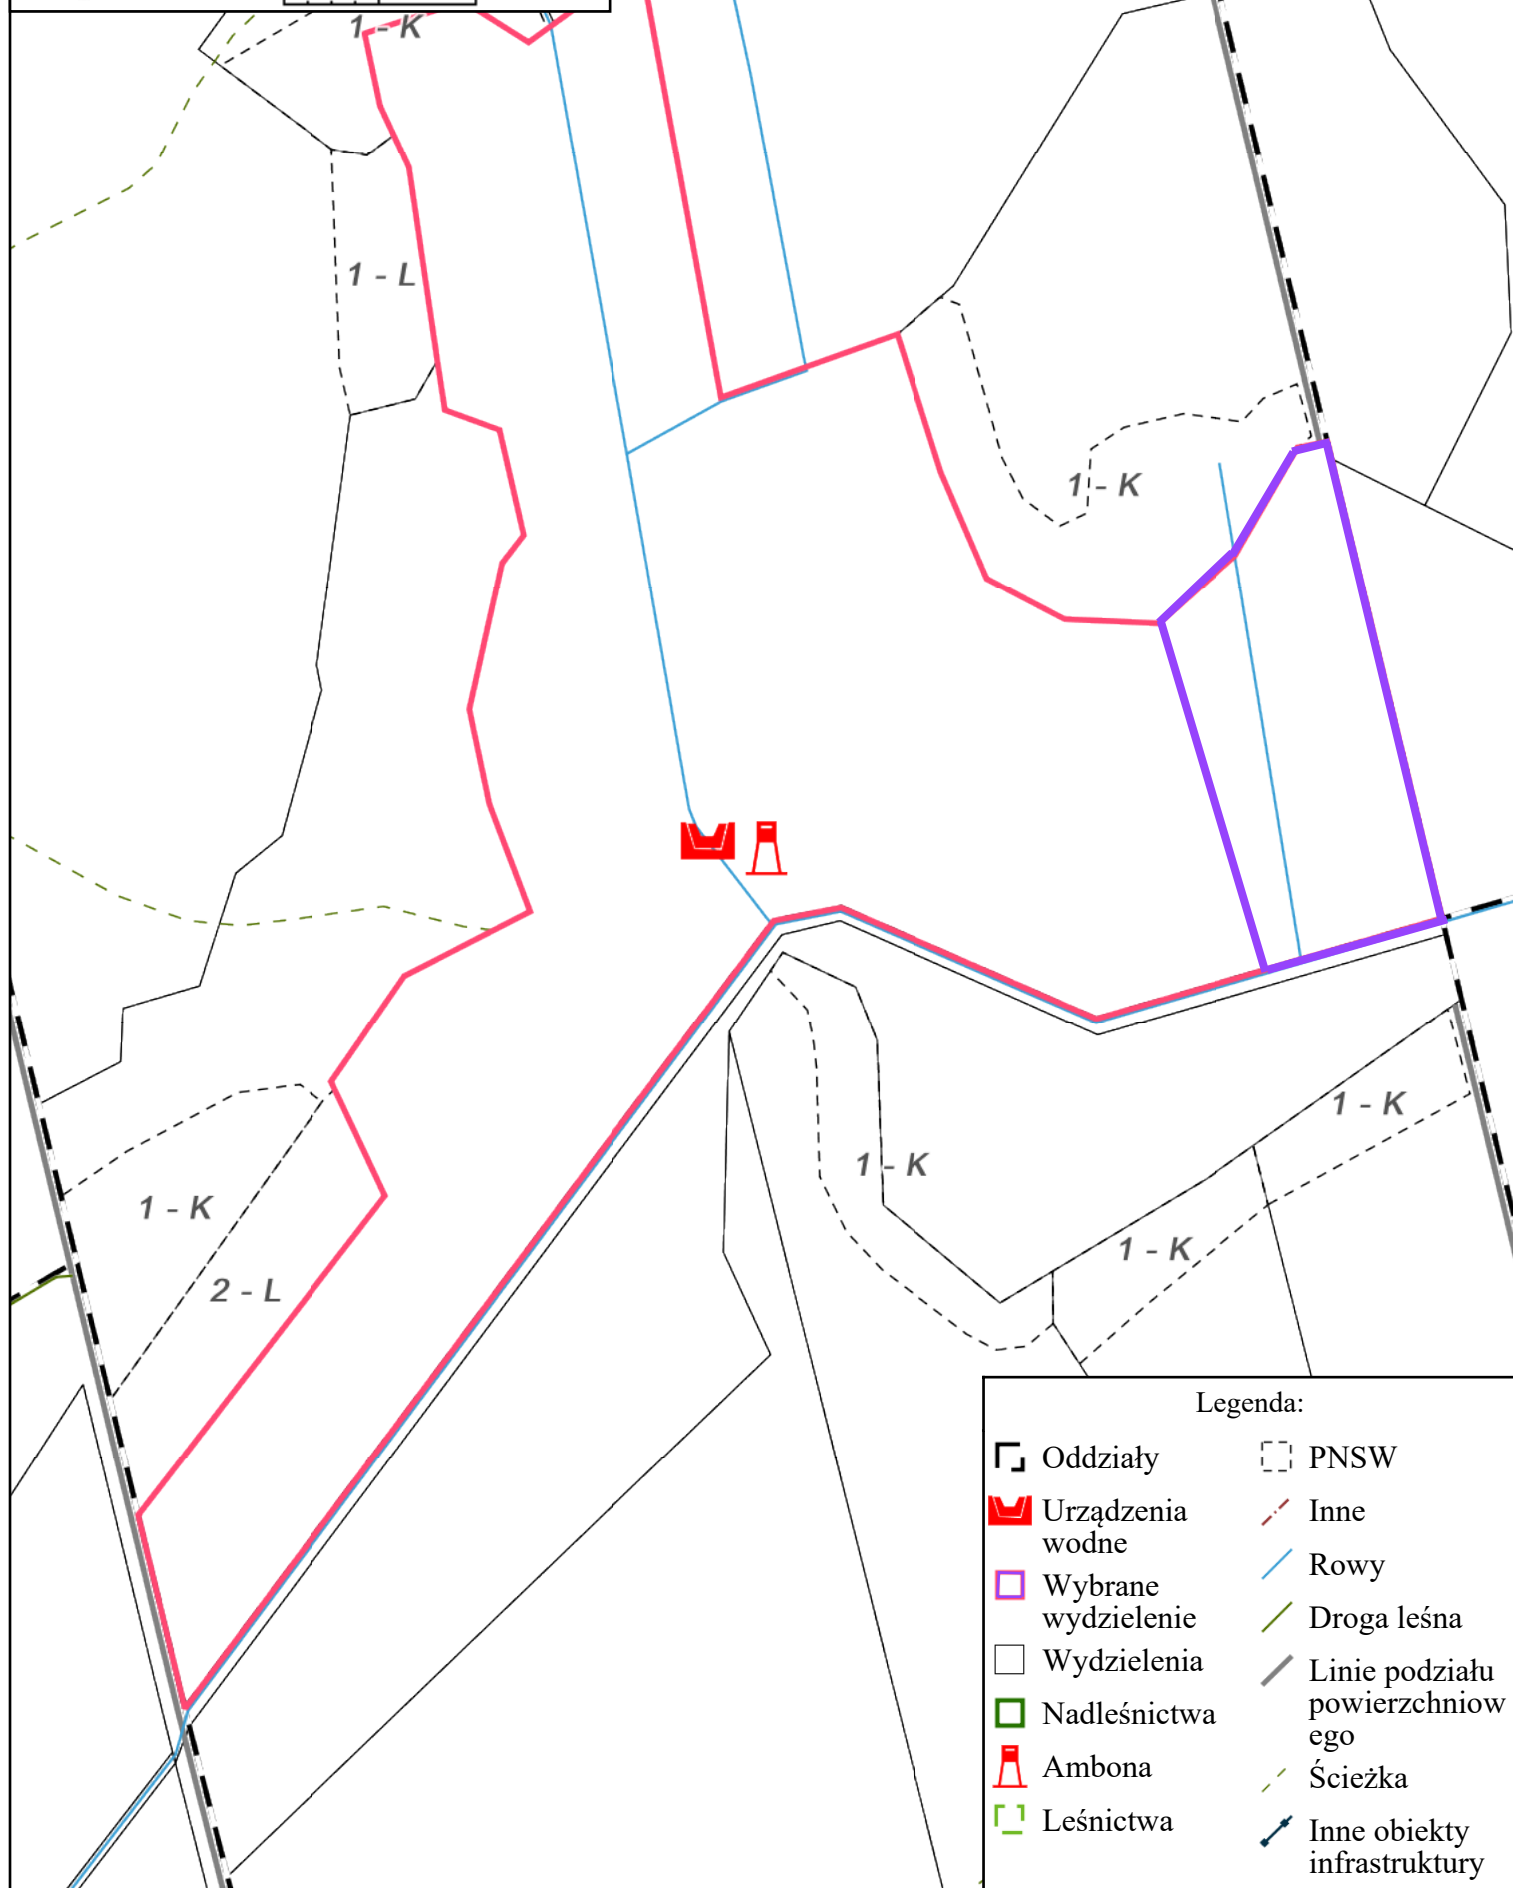 1 - K
1 - L
1 - K
1 - K
1 - K
1 - K
1 - K
2 - L
Legenda:
Oddziały
Urządzenia
wodne
Wybrane
wydzielenie
Wydzielenia
Nadleśnictwa
Ambona
Leśnictwa
PNSW
Inne
Rowy
Droga leśna
Linie podziału
powierzchniow
ego
Ścieżka
Inne obiekty
infrastruktury